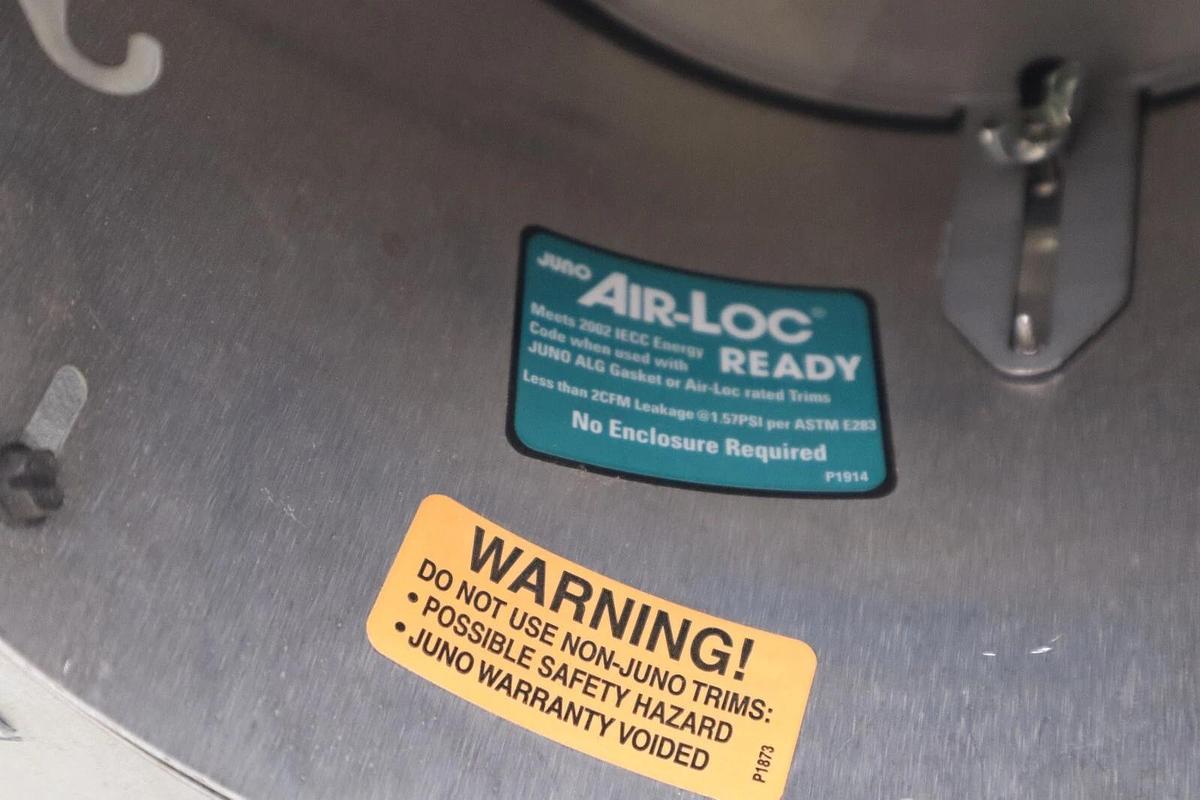 JUNO
AIR-LOC®
READY
Meets 2002 IECC Energy
Code when used with
JUNO ALG Gasket or Air-Loc rated Trims
Less than 2CFM Leakage @1.57PSI per ASTM E283
No Enclosure Required
P1914
WARNING!
DO NOT USE NON-JUNO TRIMS:
• POSSIBLE SAFETY HAZARD
• JUNO WARRANTY VOIDED
P1873